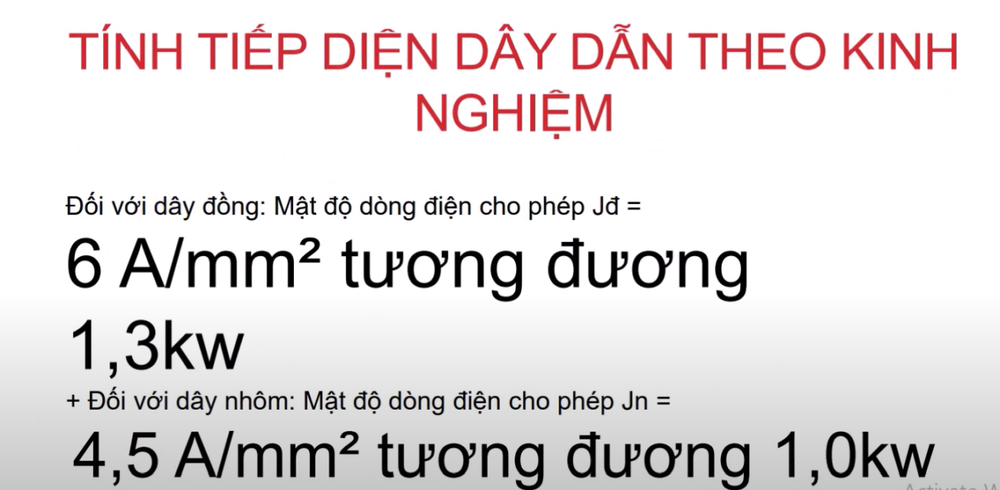 TÍNH TIẾP DIỆN DÂY DẪN THEO KINH
NGHIỆM
Đối với dây đồng: Mật độ dòng điện cho phép Jđ =
6 A/mm² tương đương
1,3kw
+ Đối với dây nhôm: Mật độ dòng điện cho phép Jn =
4,5 A/mm² tương đương 1,0kw